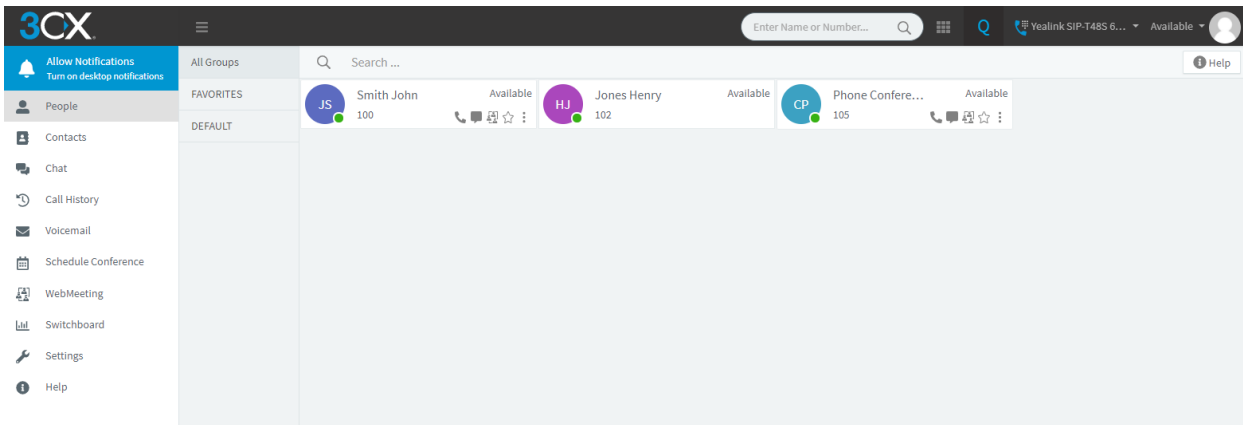 3CX
Enter Name or Number...
Q
Yealink SIP-T48S 6...
Available
Allow Notifications
Turn on desktop notifications
People
Contacts
Chat
Call History
Voicemail
Schedule Conference
WebMeeting
Switchboard
Settings
Help
All Groups
FAVORITES
DEFAULT
Search ...
Help
JS
Smith John
Available
100
HJ
Jones Henry
Available
102
CP
Phone Confere...
Available
105